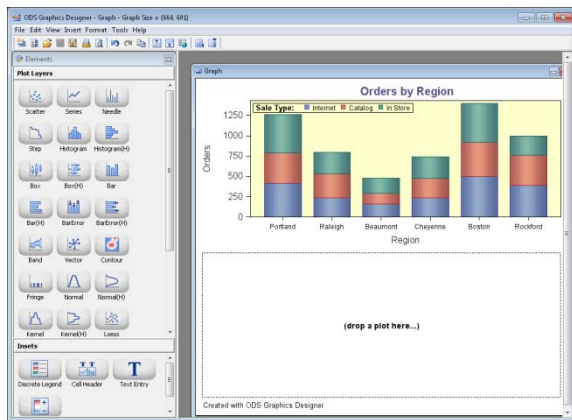 ODS Graphics Designer - Graph - Graph Size = (664, 601)
File Edit View Insert Format Tools Help
Elements
Plot Layers
Scatter Series Needle
Step Histogram Histogram(H)
Box Box(H) Bar
Bar(H) BarError BarError(H)
Band Vector Contour
Fringe Normal Normal(H)
Kernel Kernel(H) Loess
Insets
Discrete Legend Cell Header Text Entry
Graph
Orders by Region
Sale Type: Internet Catalog In Store
1250
1000
750
500
250
0
Orders
Portland Raleigh Beaumont Cheyenne Boston Rockford
Region
(drop a plot here...)
Created with ODS Graphics Designer